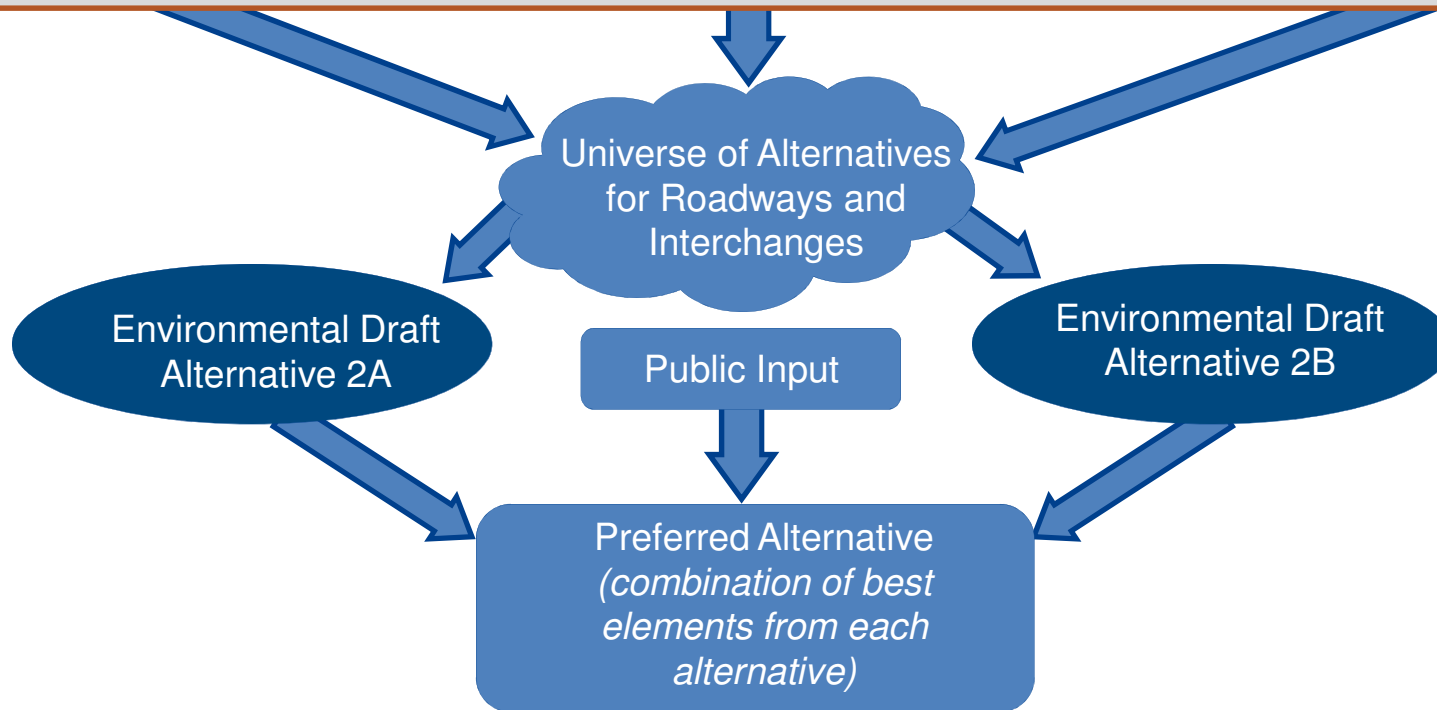 Universe of Alternatives
for Roadways and
Interchanges
Environmental Draft
Alternative 2A
Public Input
Environmental Draft
Alternative 2B
Preferred Alternative
(combination of best
elements from each
alternative)